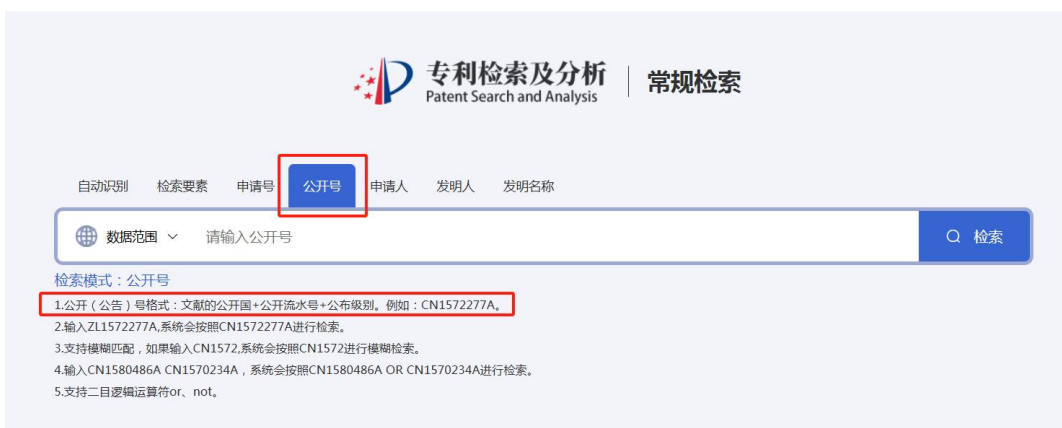 专利检索及分析
Patent Search and Analysis
常规检索
自动识别 检索要素 申请号 公开号 申请人 发明人 发明名称
数据范围 请输入公开号 检索
检索模式：公开号
1.公开（公告）号格式：文献的公开国+公开流水号+公布级别。例如：CN1572277A。
2.输入ZL1572277A,系统会按照CN1572277A进行检索。
3.支持模糊匹配，如果输入CN1572,系统会按照CN1572进行模糊检索。
4.输入CN1580486A CN1570234A，系统会按照CN1580486A OR CN1570234A进行检索。
5.支持二目逻辑运算符or、not。